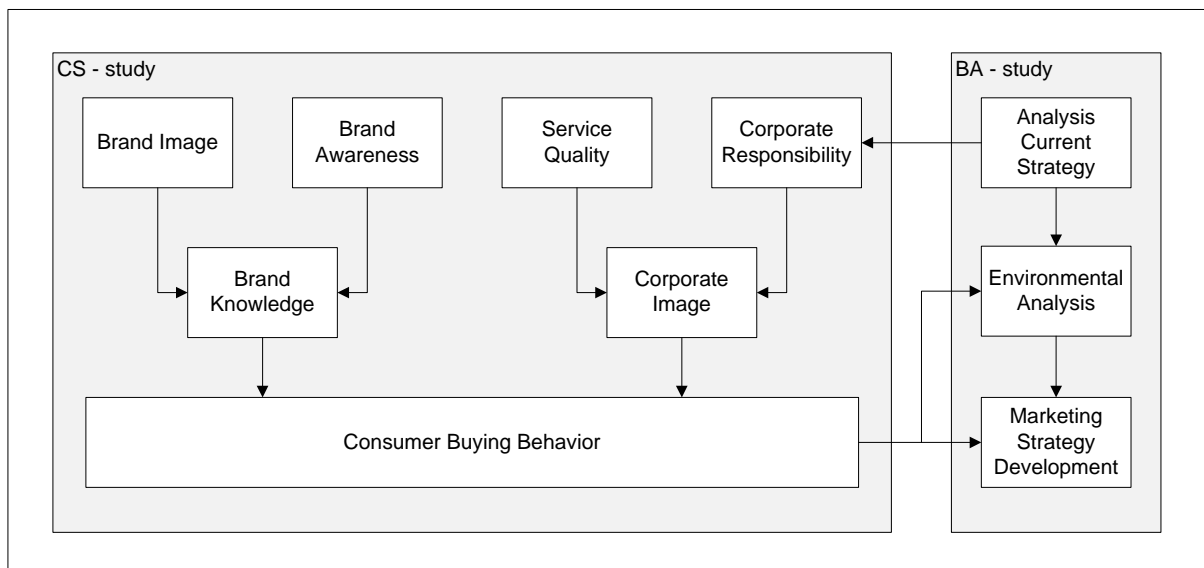 CS - study
BA - study
Brand Image
Brand
Awareness
Service
Quality
Corporate
Responsibility
Analysis
Current
Strategy
Brand
Knowledge
Corporate
Image
Environmental
Analysis
Consumer Buying Behavior
Marketing
Strategy
Development